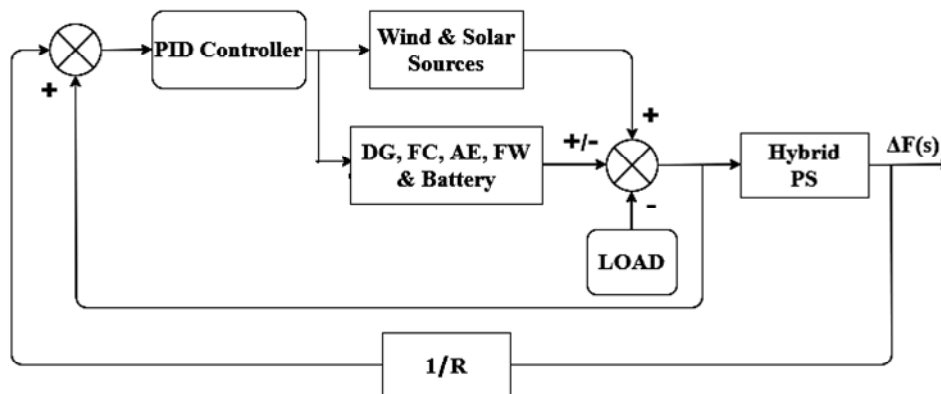 PID Controller
Wind & Solar
Sources
+
+
+/-
DG, FC, AE, FW
& Battery
Hybrid
PS
ΔF(s)
-
LOAD
1/R